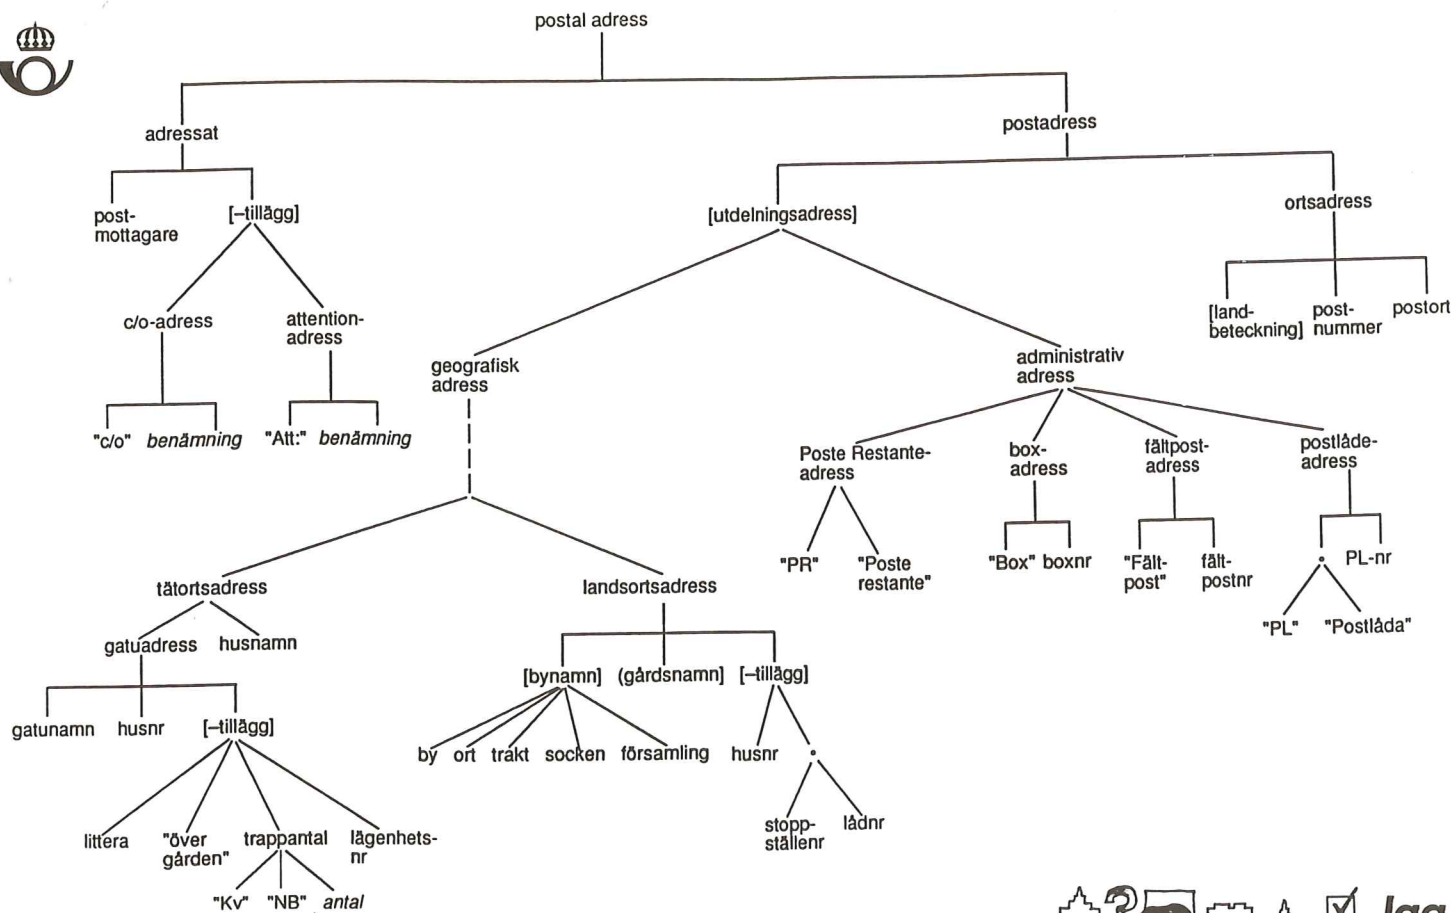 postal adress
adressat
postadress
post-
mottagare
[–tillägg]
[utdelningsadress]
ortsadress
c/o-adress
attention-
adress
[land-
beteckning]
post-
nummer
postort
geografisk
adress
administrativ
adress
"c/o" benämning
"Att:" benämning
Poste Restante-
adress
box-
adress
fältpost-
adress
postlåde-
adress
"PR"
"Poste
restante"
"Box" boxnr
"Fält-
post"
fält-
postnr
PL-nr
"PL"
"Postlåda"
tätortsadress
landsortsadress
gatuadress
husnamn
[bynamn]
(gårdsnamn]
[–tillägg]
gatunamn
husnr
[–tillägg]
by
ort
trakt
socken
församling
husnr
stopp-
ställenr
lådnr
littera
"över
gården"
trappantal
lägenhets-
nr
"Kv"
"NB"
antal